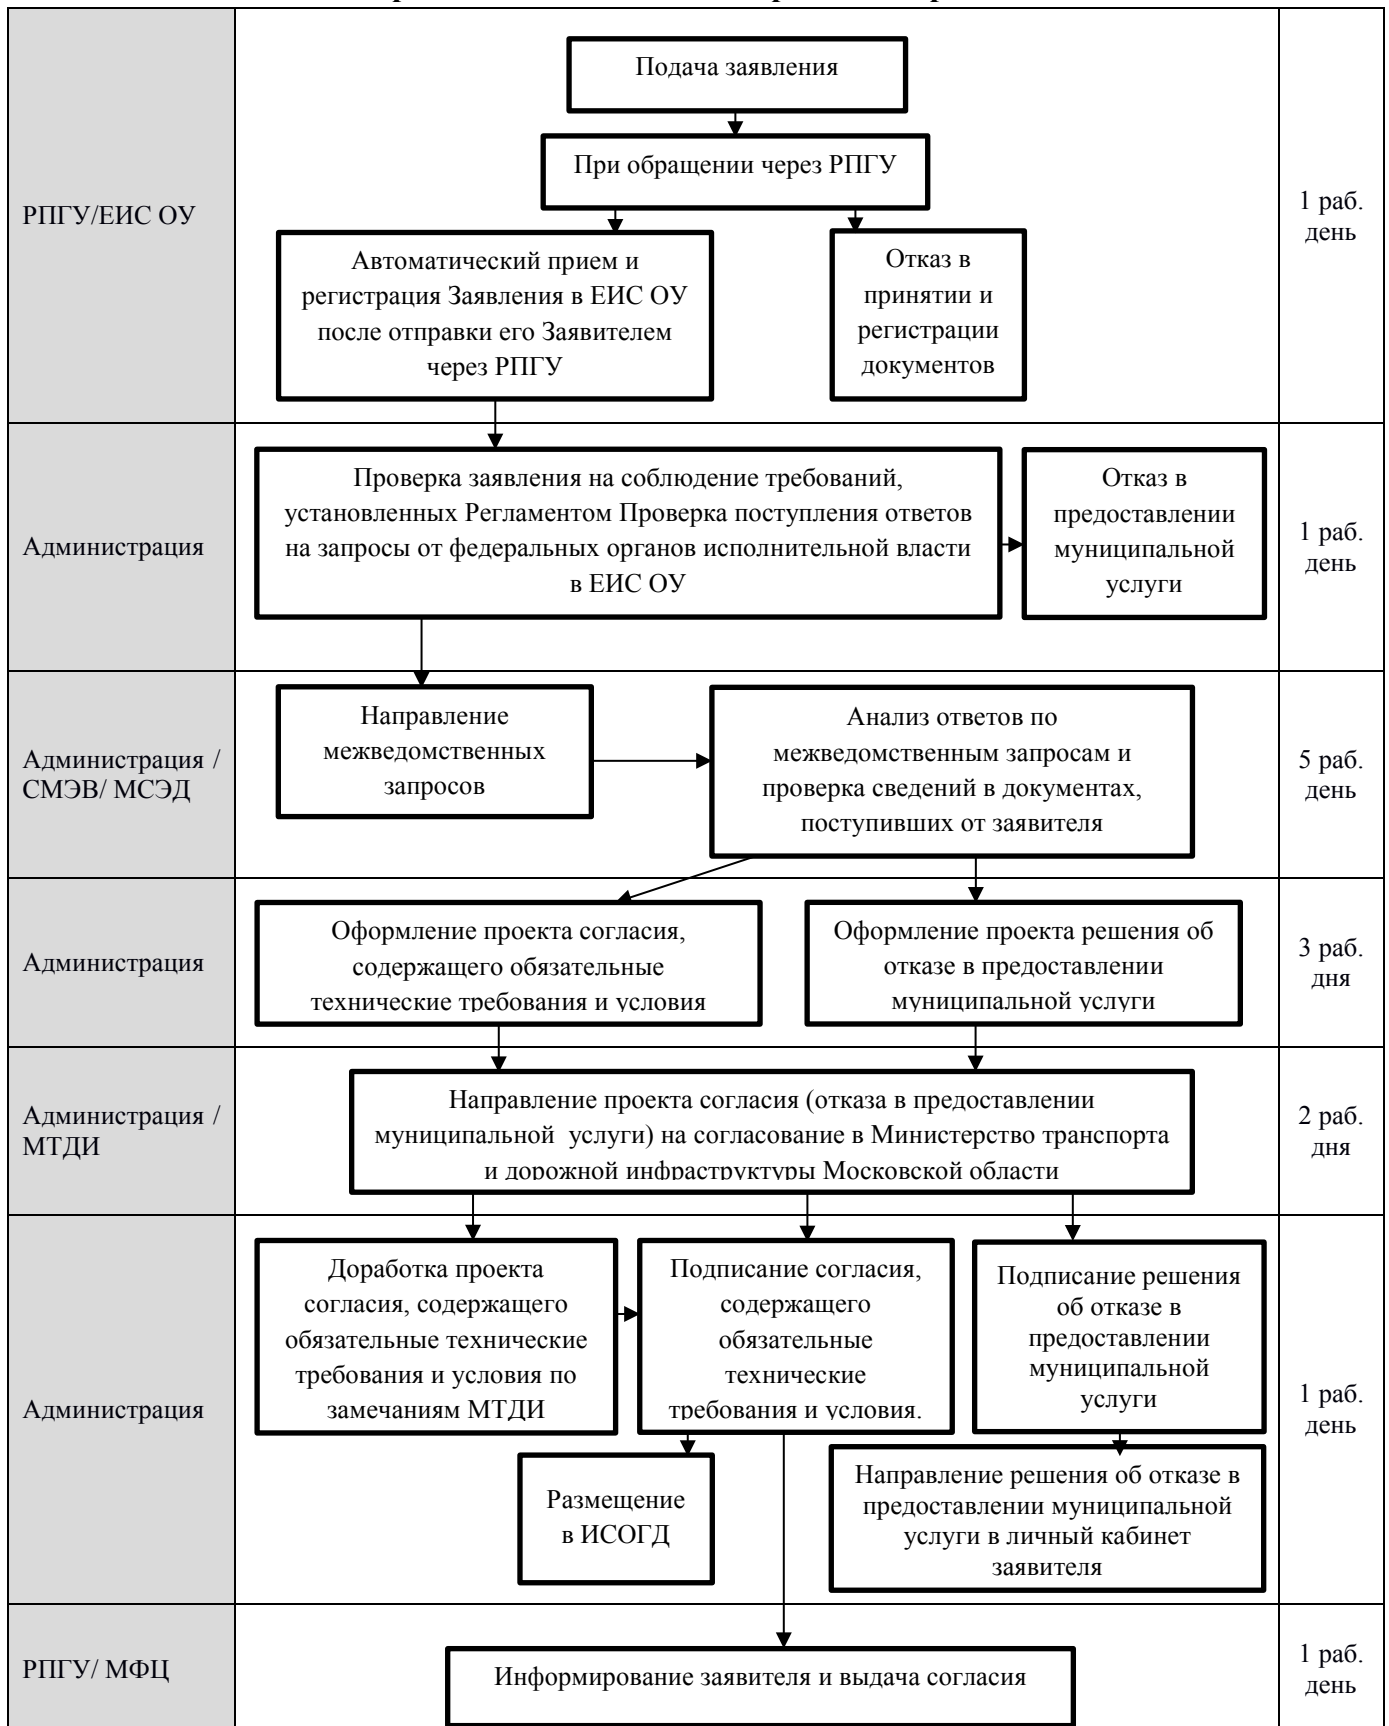 Подача заявления
При обращении через РПГУ
РПГУ/ЕИС ОУ
Автоматический прием и
регистрация Заявления в ЕИС ОУ
после отправки его Заявителем
через РПГУ
Отказ в
принятии и
регистрации
документов
1 раб.
день
Администрация
Проверка заявления на соблюдение требований,
установленных Регламентом Проверка поступления ответов
на запросы от федеральных органов исполнительной власти
в ЕИС ОУ
Отказ в
предоставлении
муниципальной
услуги
1 раб.
день
Администрация /
СМЭВ/ МСЭД
Направление
межведомственных
запросов
Анализ ответов по
межведомственным запросам и
проверка сведений в документах,
поступивших от заявителя
5 раб.
день
Администрация
Оформление проекта согласия,
содержащего обязательные
технические требования и условия
Оформление проекта решения об
отказе в предоставлении
муниципальной услуги
3 раб.
дня
Администрация /
МТДИ
Направление проекта согласия (отказа в предоставлении
муниципальной услуги) на согласование в Министерство транспорта
и дорожной инфраструктуры Московской области
2 раб.
дня
Администрация
Доработка проекта
согласия, содержащего
обязательные технические
требования и условия по
замечаниям МТДИ
Подписание согласия,
содержащего
обязательные
технические
требования и условия.
Подписание решения
об отказе в
предоставлении
муниципальной
услуги
Размещение
в ИСОГД
Направление решения об отказе в
предоставлении муниципальной
услуги в личный кабинет
заявителя
1 раб.
день
РПГУ/ МФЦ
Информирование заявителя и выдача согласия
1 раб.
день